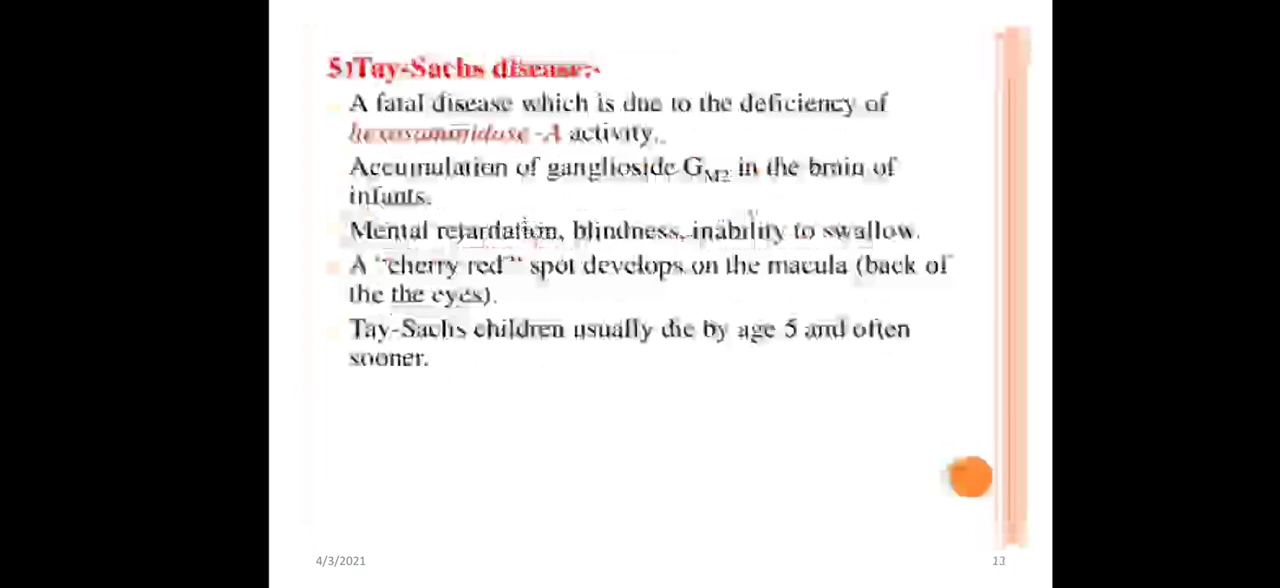 5)Tay-Sachs disease:-
A fatal disease which is due to the deficiency of
hexosaminidase -A activity.
Accumulation of ganglioside GM2 in the brain of
infants.
Mental retardation, blindness, inability to swallow.
A "cherry red" spot develops on the macula (back of
the the eyes).
Tay-Sachs children usually die by age 5 and often
sooner.
4/3/2021
13